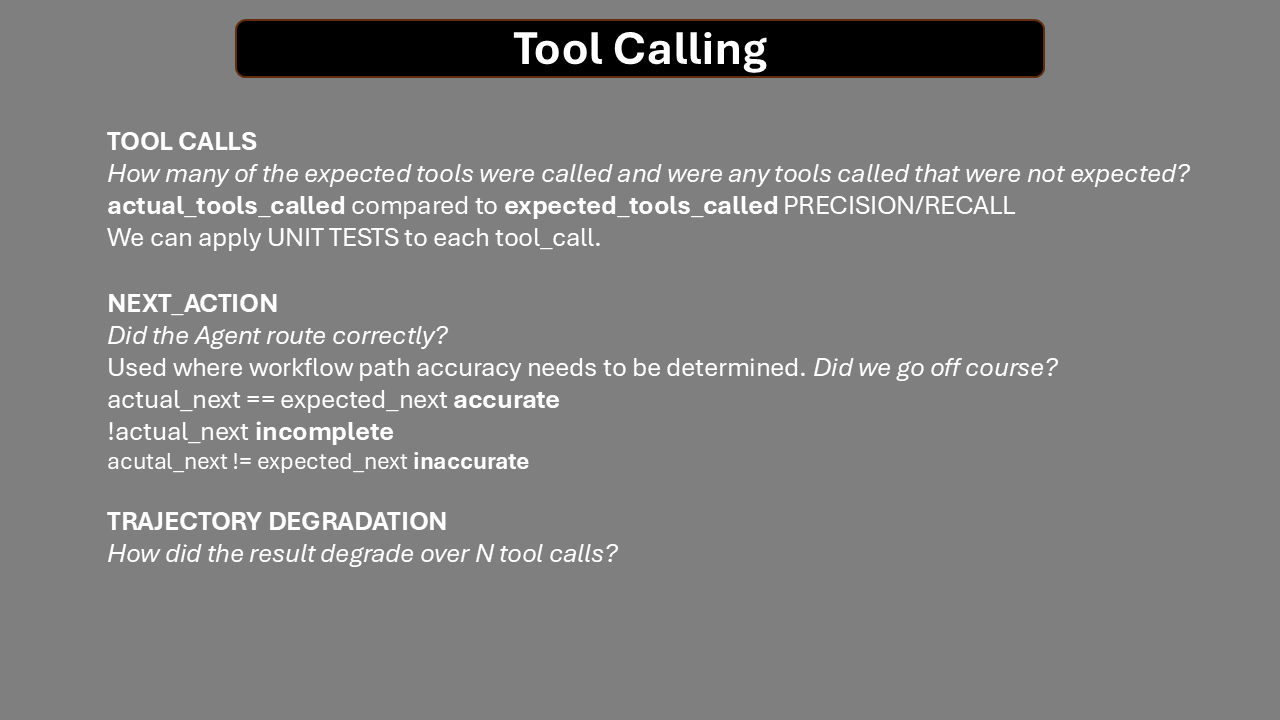 Tool Calling
TOOL CALLS
How many of the expected tools were called and were any tools called that were not expected?
actual_tools_called compared to expected_tools_called PRECISION/RECALL
We can apply UNIT TESTS to each tool_call.
NEXT_ACTION
Did the Agent route correctly?
Used where workflow path accuracy needs to be determined. Did we go off course?
actual_next == expected_next accurate
!actual_next incomplete
acutal_next != expected_next inaccurate
TRAJECTORY DEGRADATION
How did the result degrade over N tool calls?